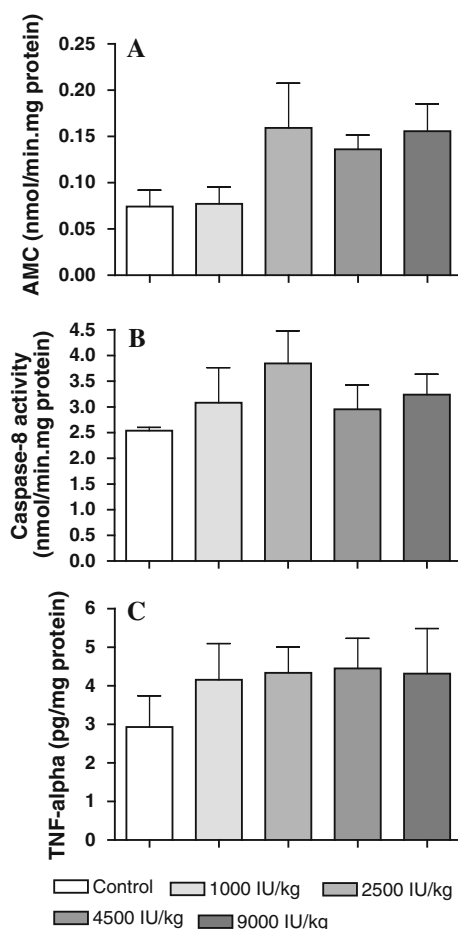 A
AMC (nmol/min.mg protein)
0.25
0.20
0.15
0.10
0.05
0.00
B
Caspase-8 activity
(nmol/min.mg protein)
4.5
4.0
3.5
3.0
2.5
2.0
1.5
1.0
0.5
0.0
C
TNF-alpha (pg/mg protein)
6
5
4
3
2
1
0
Control 1000 IU/kg 2500 IU/kg
4500 IU/kg 9000 IU/kg